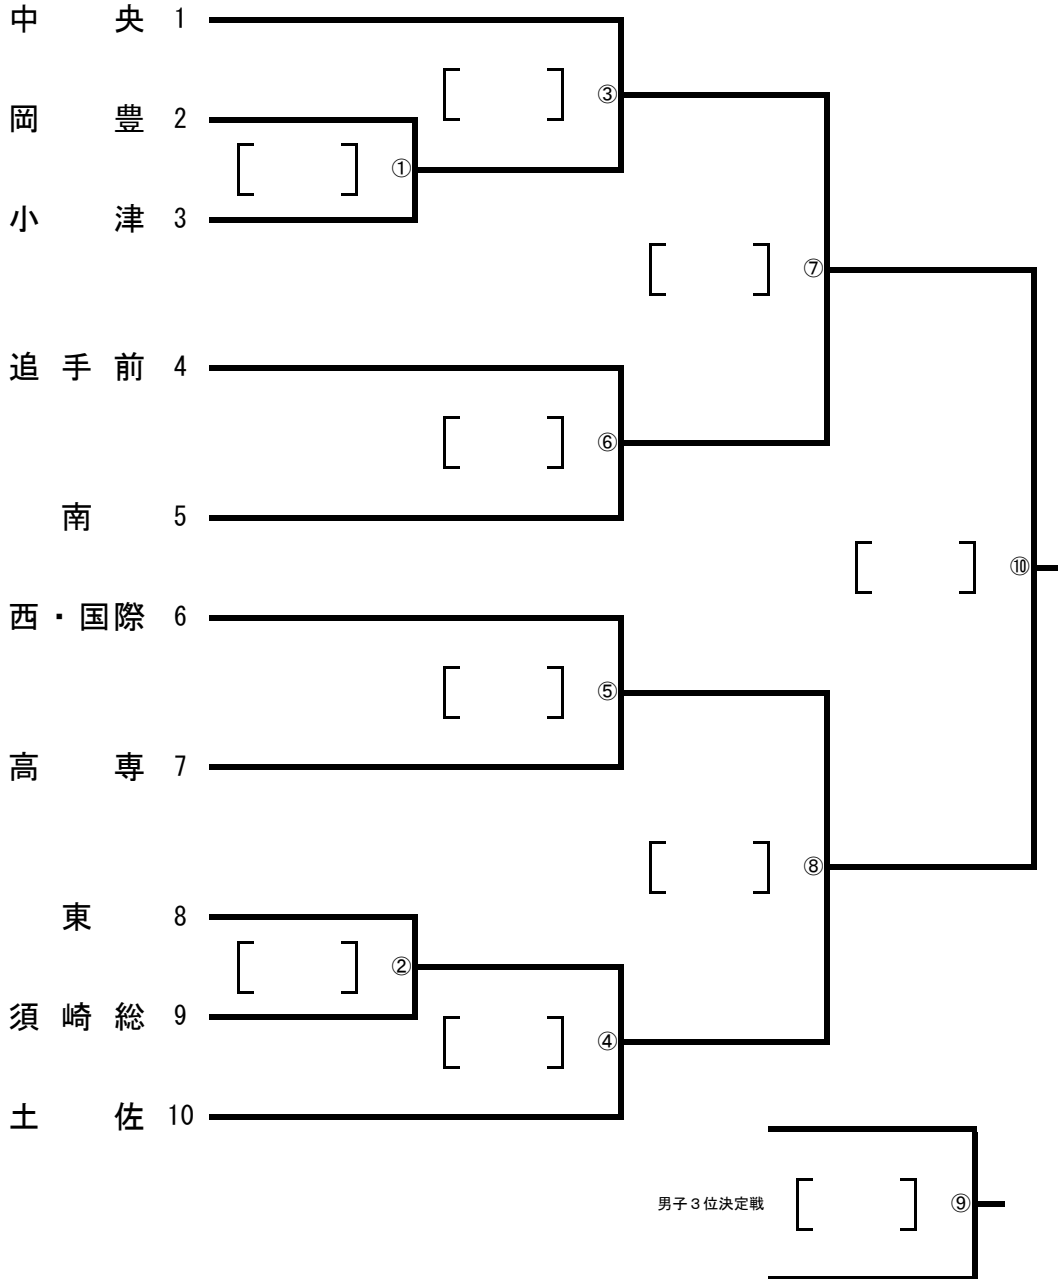 中央 1
③
岡豊 2
①
小津 3
⑦
追手前 4
⑥
南 5
⑩
西・国際 6
⑤
高専 7
⑧
東 8
②
須崎総 9
④
土佐 10
男子3位決定戦 ⑨